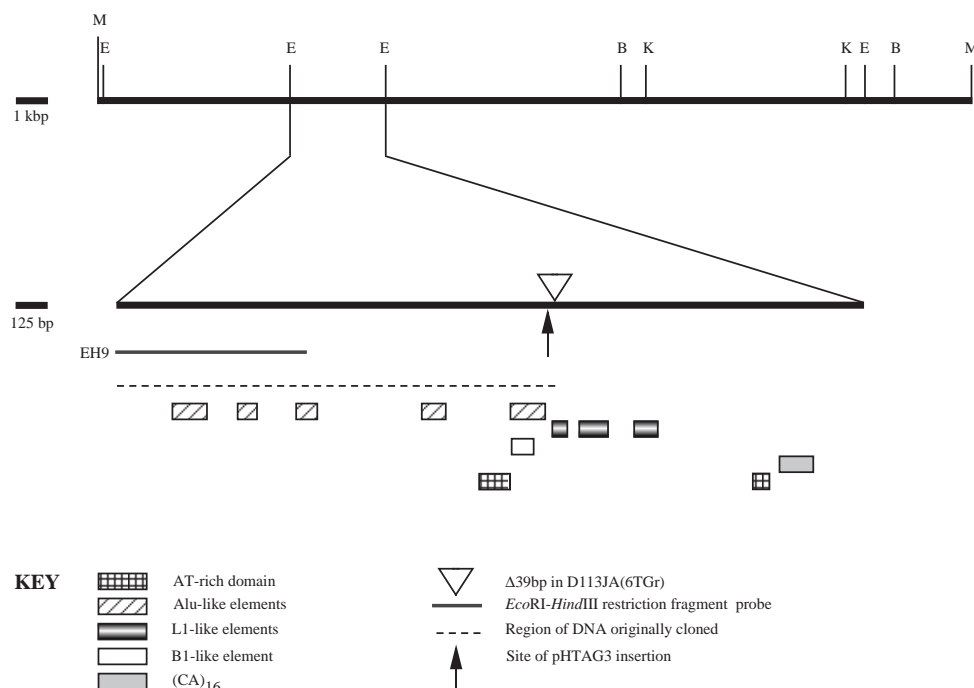 M
E E E B K K E B M
1 kbp
125 bp
EH9
KEY
AT-rich domain
Alu-like elements
L1-like elements
B1-like element
(CA)16
Δ39bp in D113JA(6TGr)
EcoRI-HindIII restriction fragment probe
Region of DNA originally cloned
Site of pHTAG3 insertion